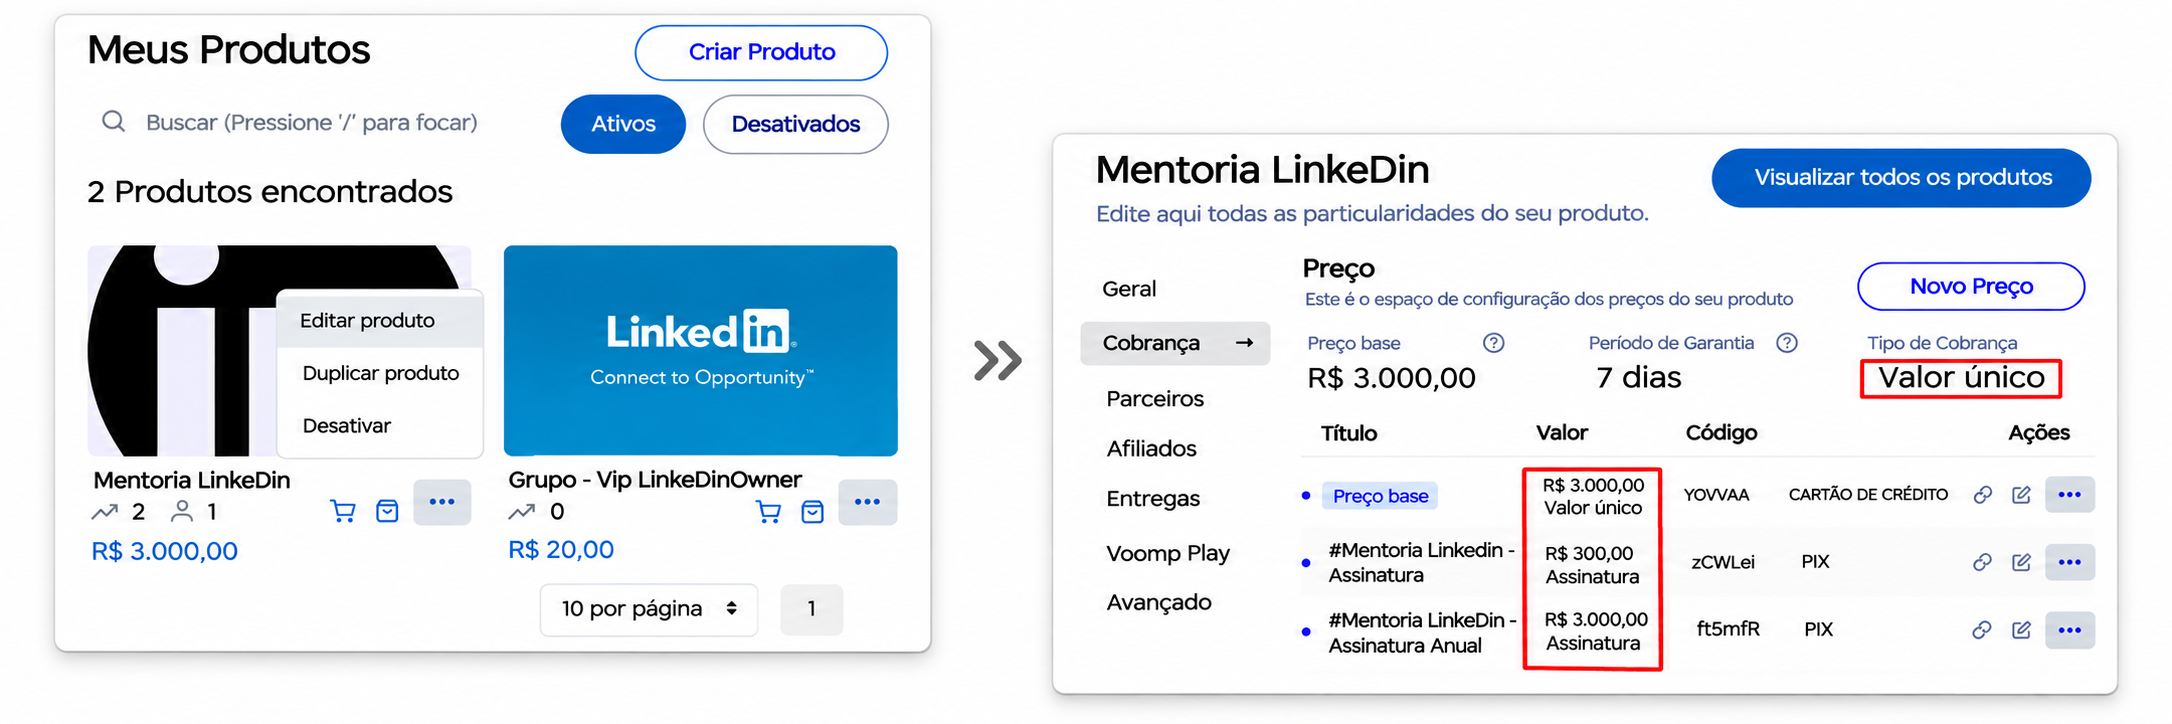 Meus Produtos
Criar Produto
Buscar (Pressione '/' para focar)
Ativos
Desativados
2 Produtos encontrados
Editar produto
Duplicar produto
Desativar
Linked in
Connect to Opportunity™
Mentoria LinkeDin
2 1
R$ 3.000,00
Grupo - Vip LinkeDinOwner
0
R$ 20,00
10 por página
1
Mentoria LinkeDin
Visualizar todos os produtos
Edite aqui todas as particularidades do seu produto.
Geral
Cobrança →
Parceiros
Afiliados
Entregas
Voomp Play
Avançado
Preço
Este é o espaço de configuração dos preços do seu produto
Novo Preço
Preço base
R$ 3.000,00
Período de Garantia
7 dias
Tipo de Cobrança
Valor único
Título Valor Código Ações
Preço base
R$ 3.000,00
Valor único
YOVVAA
CARTÃO DE CRÉDITO
#Mentoria Linkedin -
Assinatura
R$ 300,00
Assinatura
zCWLei
PIX
#Mentoria LinkeDin -
Assinatura Anual
R$ 3.000,00
Assinatura
ft5mfR
PIX